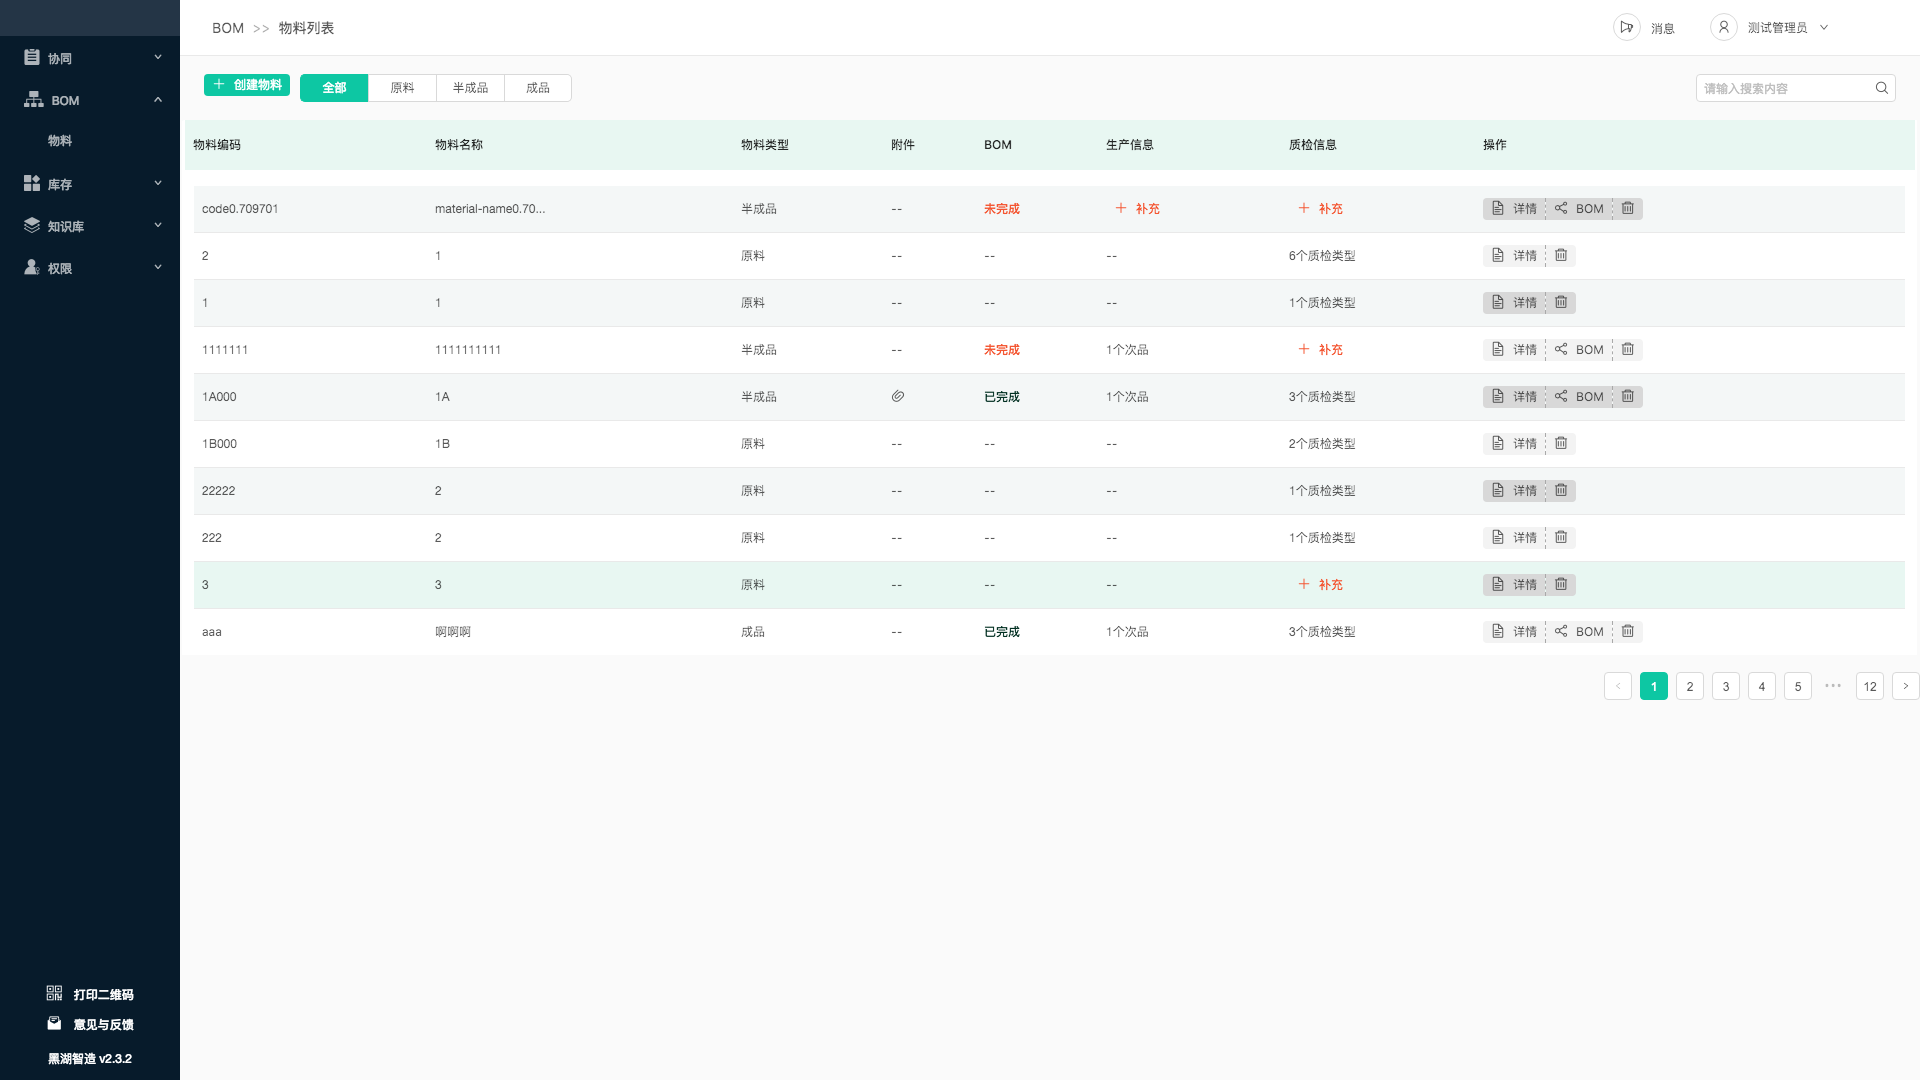 BOM >> 物料列表
消息
测试管理员
协同
BOM
物料
库存
知识库
权限
打印二维码
意见与反馈
黑湖智造 v2.3.2
创建物料 全部 原料 半成品 成品
请输入搜索内容
物料编码 物料名称 物料类型 附件 BOM 生产信息 质检信息 操作
code0.709701 material-name0.70... 半成品 -- 未完成 + 补充 + 补充 详情 BOM
2 1 原料 -- -- -- 6个质检类型 详情
1 1 原料 -- -- -- 1个质检类型 详情
1111111 1111111111 半成品 -- 未完成 1个次品 + 补充 详情 BOM
1A000 1A 半成品 已完成 1个次品 3个质检类型 详情 BOM
1B000 1B 原料 -- -- -- 2个质检类型 详情
22222 2 原料 -- -- -- 1个质检类型 详情
222 2 原料 -- -- -- 1个质检类型 详情
3 3 原料 -- -- -- + 补充 详情
aaa 啊啊啊 成品 -- 已完成 1个次品 3个质检类型 详情 BOM
< 1 2 3 4 5 ••• 12 >